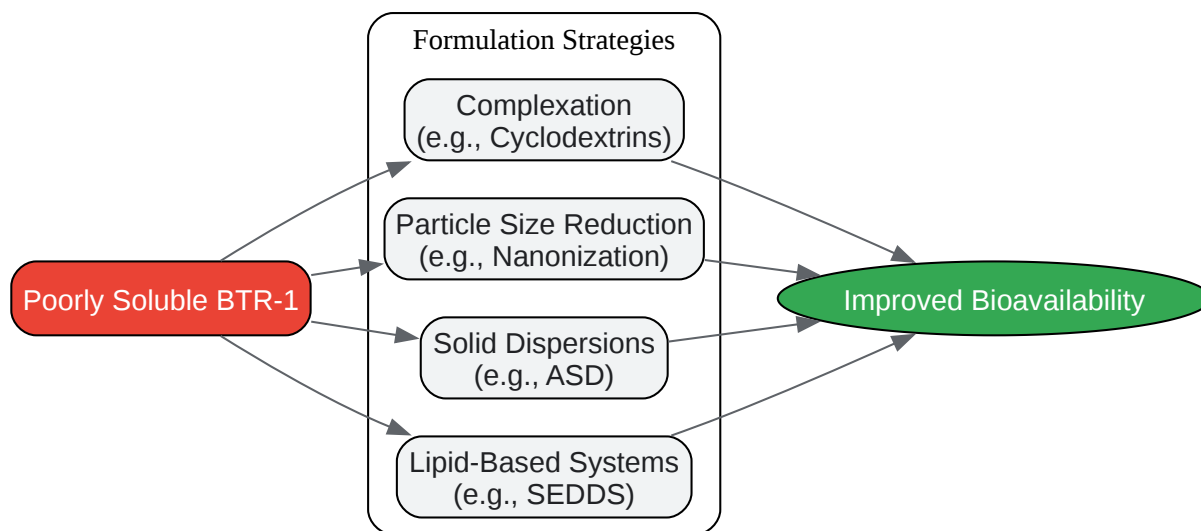 Formulation Strategies
Complexation
(e.g., Cyclodextrins)
Particle Size Reduction
(e.g., Nanonization)
Poorly Soluble BTR-1
Improved Bioavailability
Solid Dispersions
(e.g., ASD)
Lipid-Based Systems
(e.g., SEDDS)